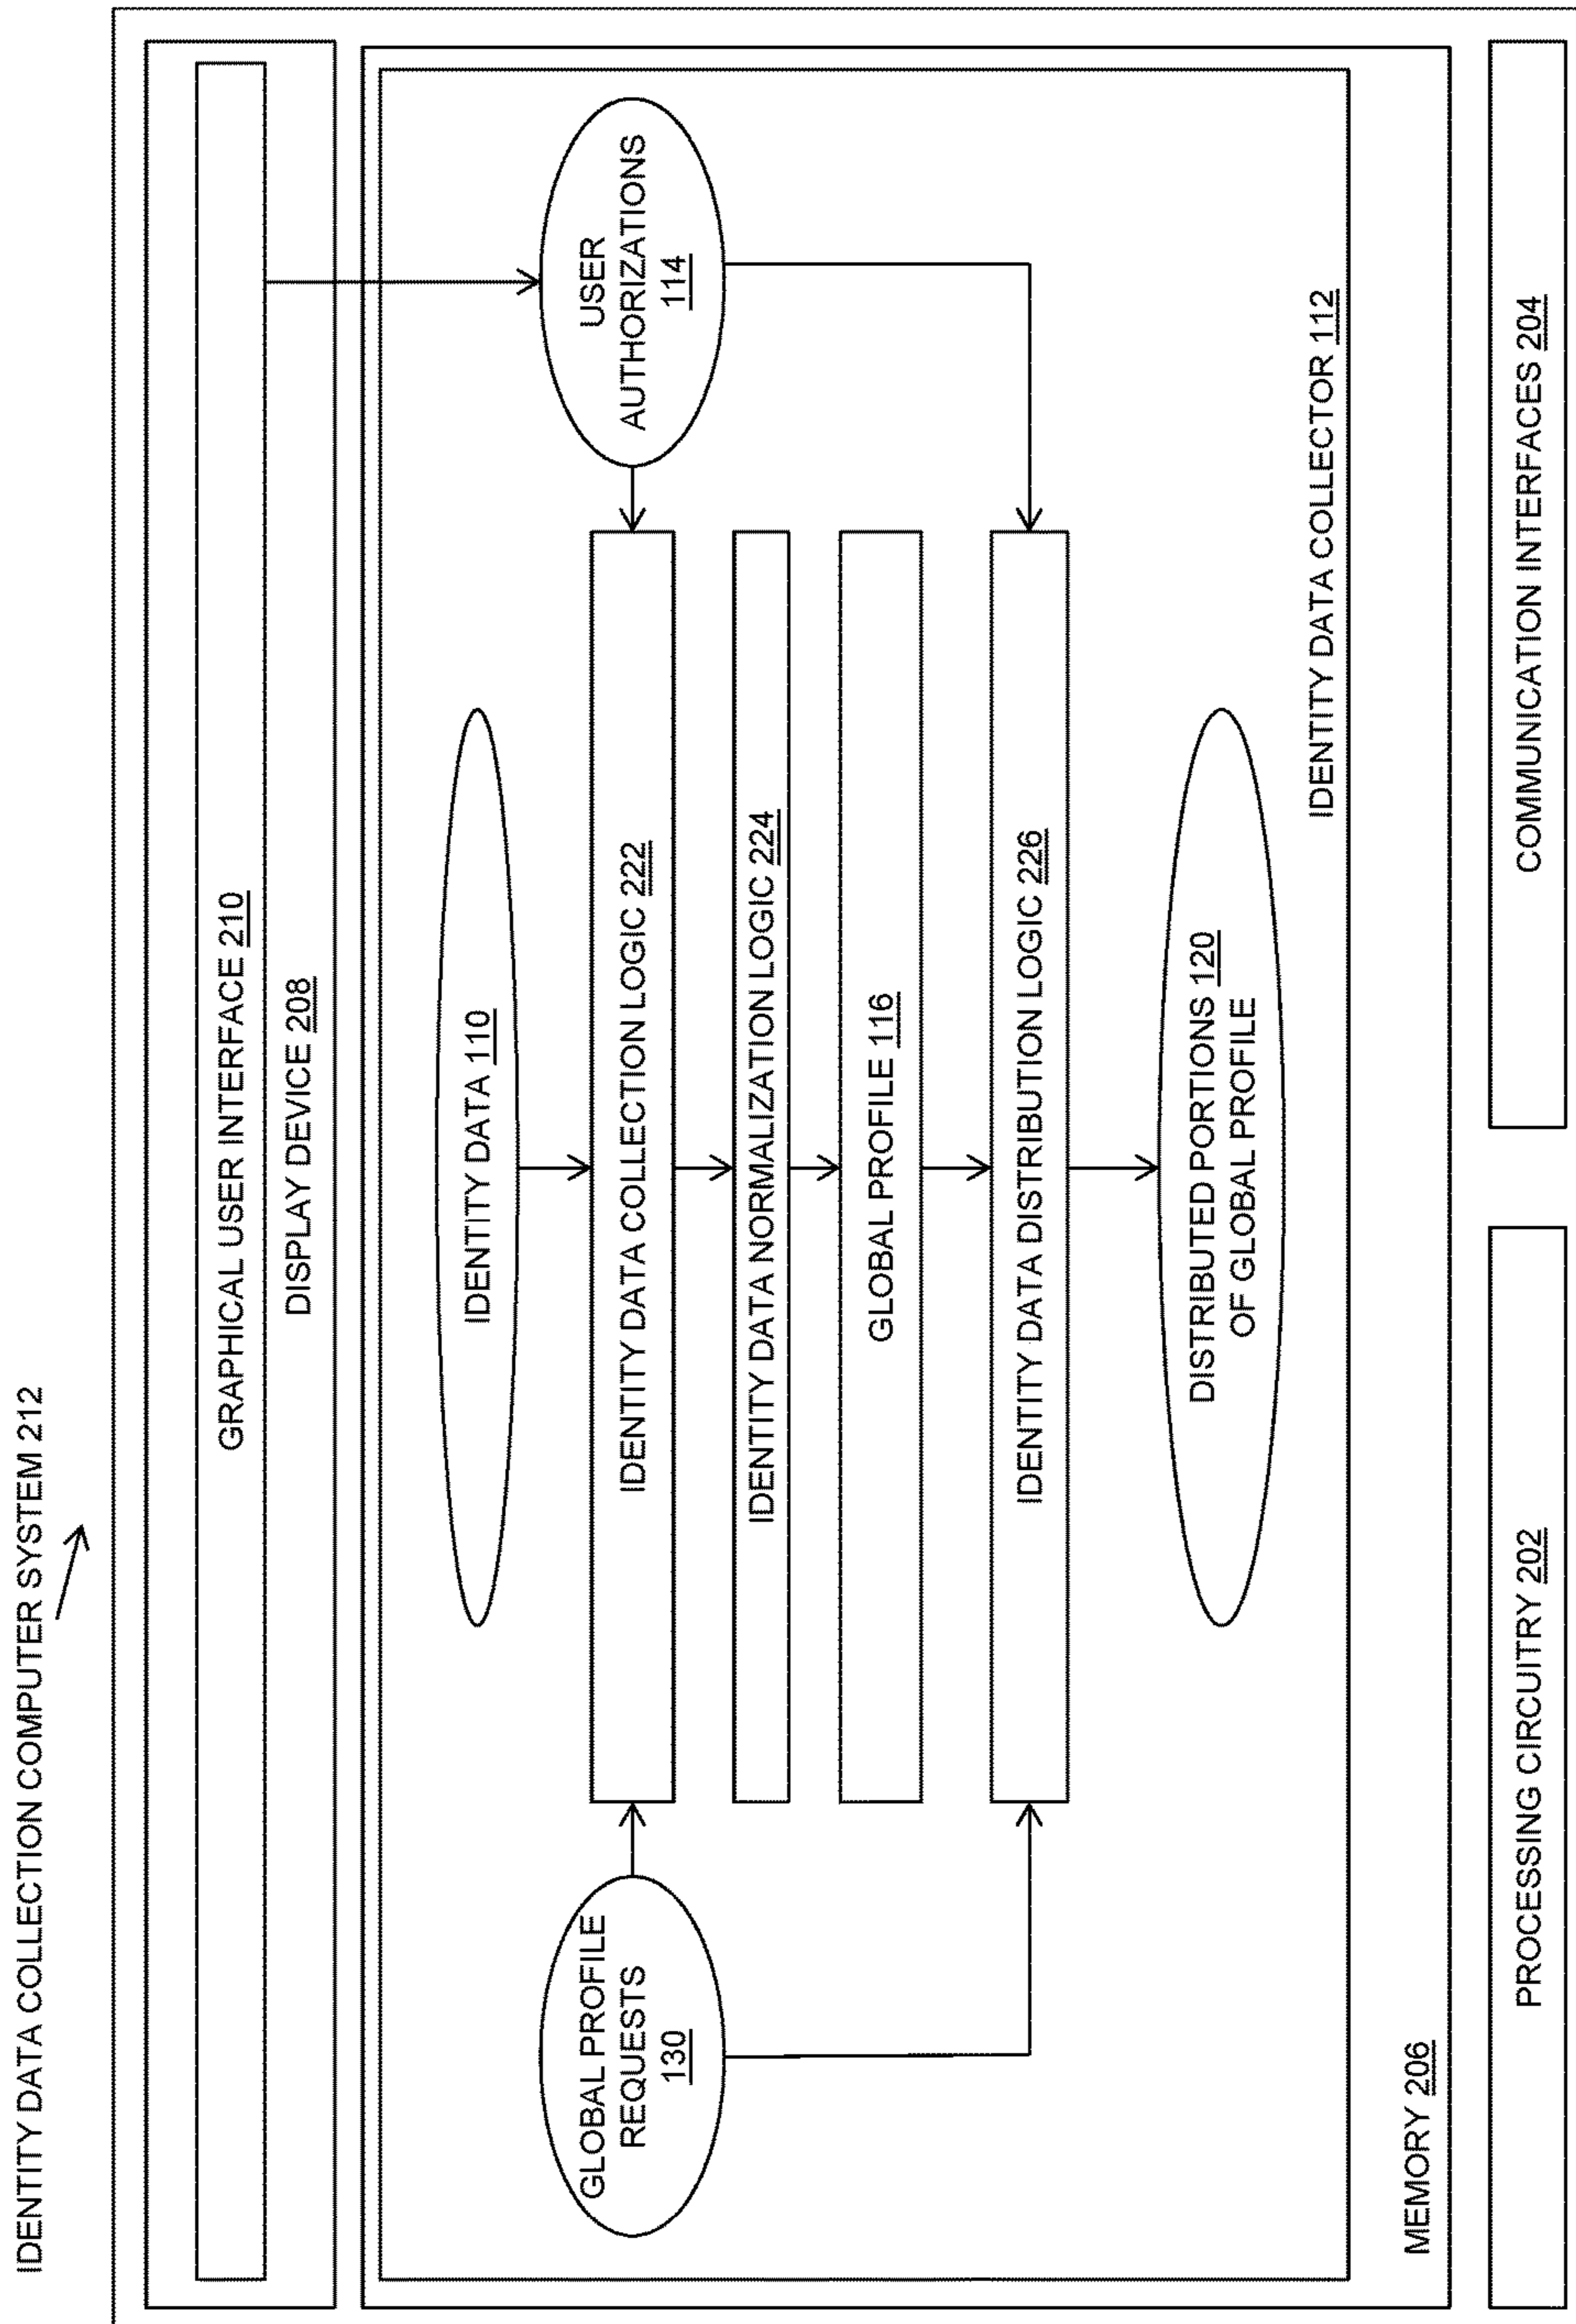 IDENTITY DATA COLLECTION COMPUTER SYSTEM 212
GRAPHICAL USER INTERFACE 210
DISPLAY DEVICE 208
IDENTITY DATA 110
GLOBAL PROFILE
REQUESTS
130
USER
AUTHORIZATIONS
114
IDENTITY DATA COLLECTION LOGIC 222
IDENTITY DATA NORMALIZATION LOGIC 224
GLOBAL PROFILE 116
IDENTITY DATA DISTRIBUTION LOGIC 226
DISTRIBUTED PORTIONS 120
OF GLOBAL PROFILE
IDENTITY DATA COLLECTOR 112
MEMORY 206
PROCESSING CIRCUITRY 202
COMMUNICATION INTERFACES 204